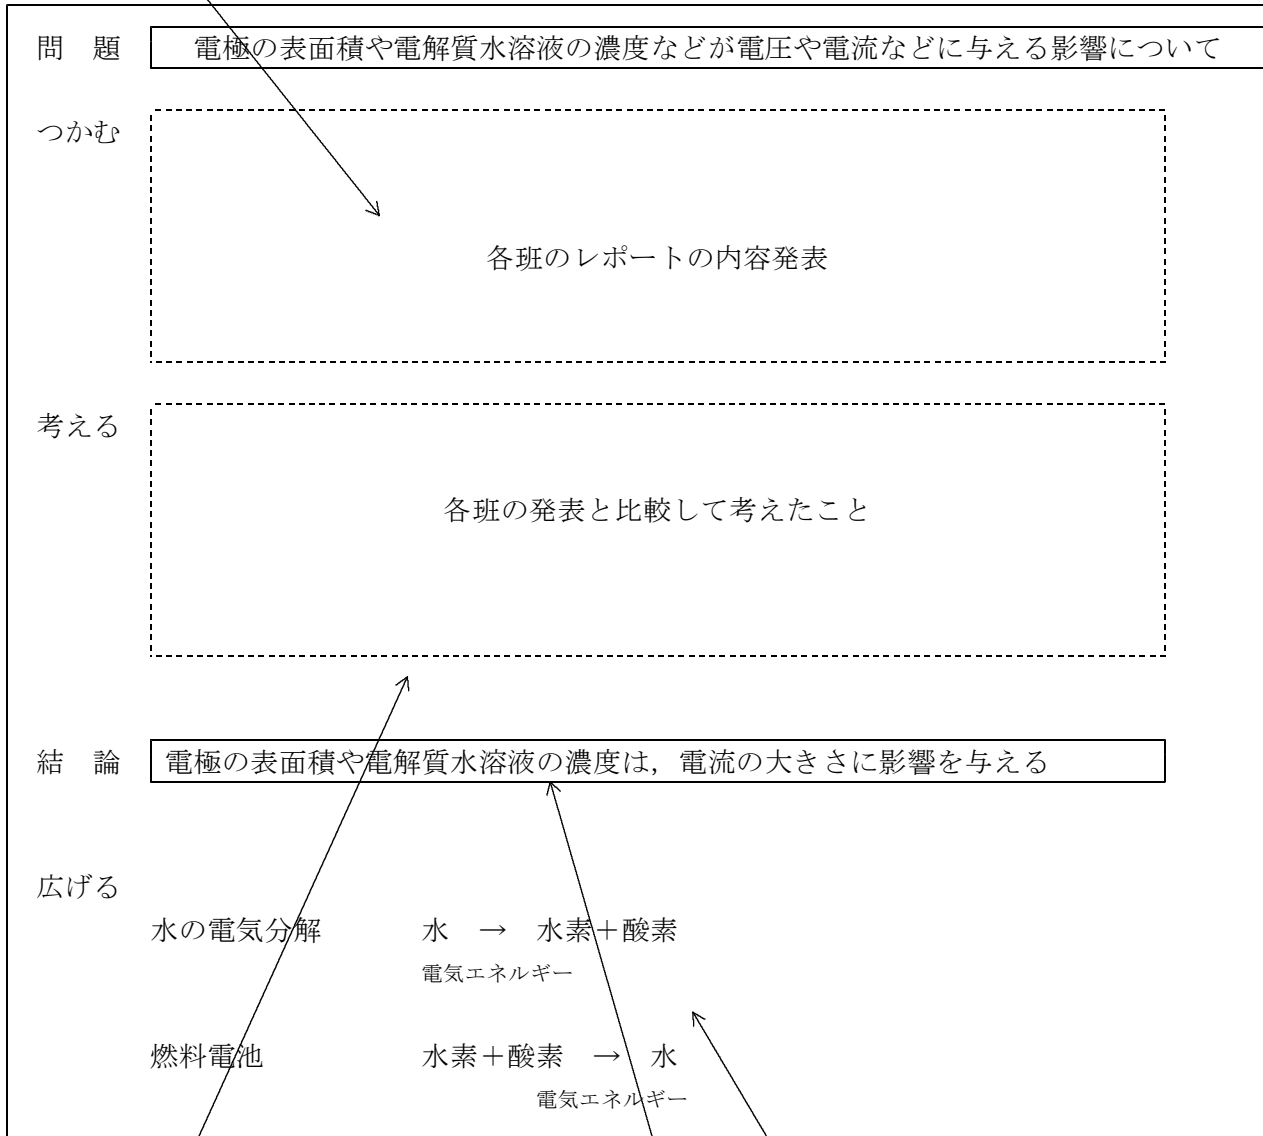 問　題　電極の表面積や電解質水溶液の濃度などが電圧や電流などに与える影響について
つかむ
各班のレポートの内容発表
考える
各班の発表と比較して考えたこと
結　論　電極の表面積や電解質水溶液の濃度は，電流の大きさに影響を与える
広げる
水の電気分解　水　→　水素＋酸素
電気エネルギー
燃料電池　水素＋酸素　→　水
電気エネルギー